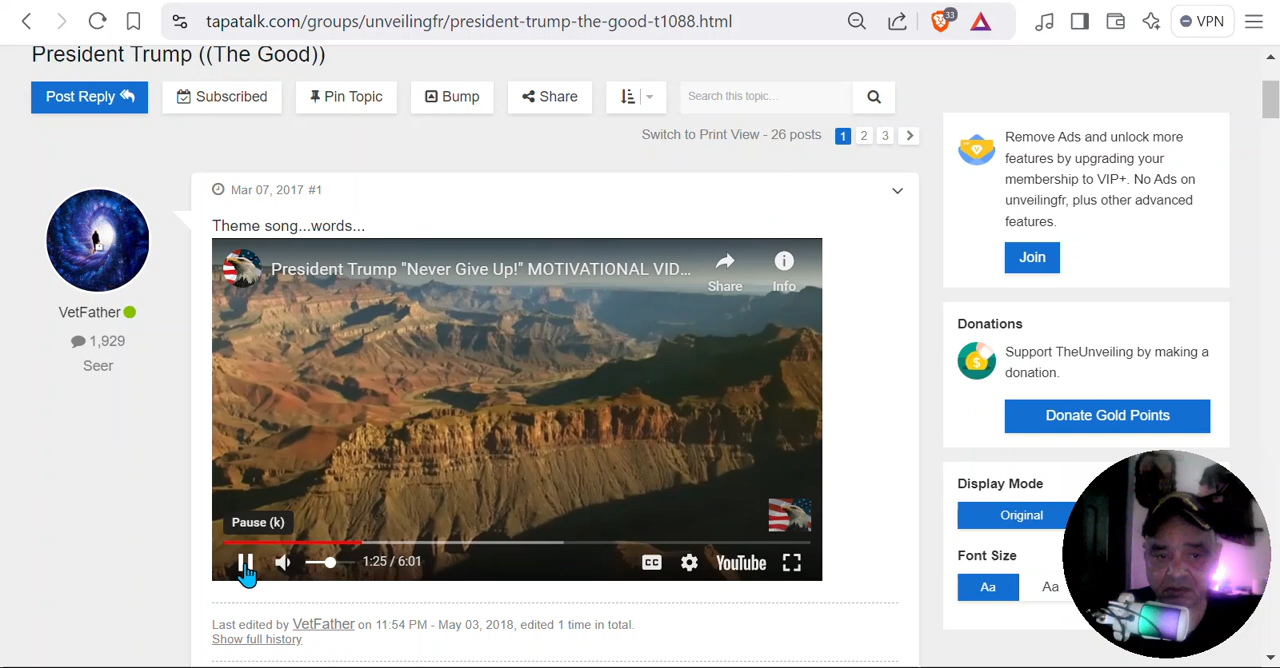 tapatalk.com/groups/unveilingfr/president-trump-the-good-t1088.html
33
VPN
President Trump ((The Good))
Post Reply
Subscribed
Pin Topic
Bump
Share
Search this topic...
Switch to Print View - 26 posts
1
2
3
Mar 07, 2017 #1
Theme song...words...
President Trump "Never Give Up!" MOTIVATIONAL VID...
Share
Info
VetFather
1,929
Seer
Pause (k)
1:25 / 6:01
CC
YouTube
Last edited by VetFather on 11:54 PM - May 03, 2018, edited 1 time in total.
Show full history
Remove Ads and unlock more
features by upgrading your
membership to VIP+. No Ads on
unveilingfr, plus other advanced
features.
Join
Donations
Support TheUnveiling by making a
donation.
Donate Gold Points
Display Mode
Original
Font Size
Aa
Aa